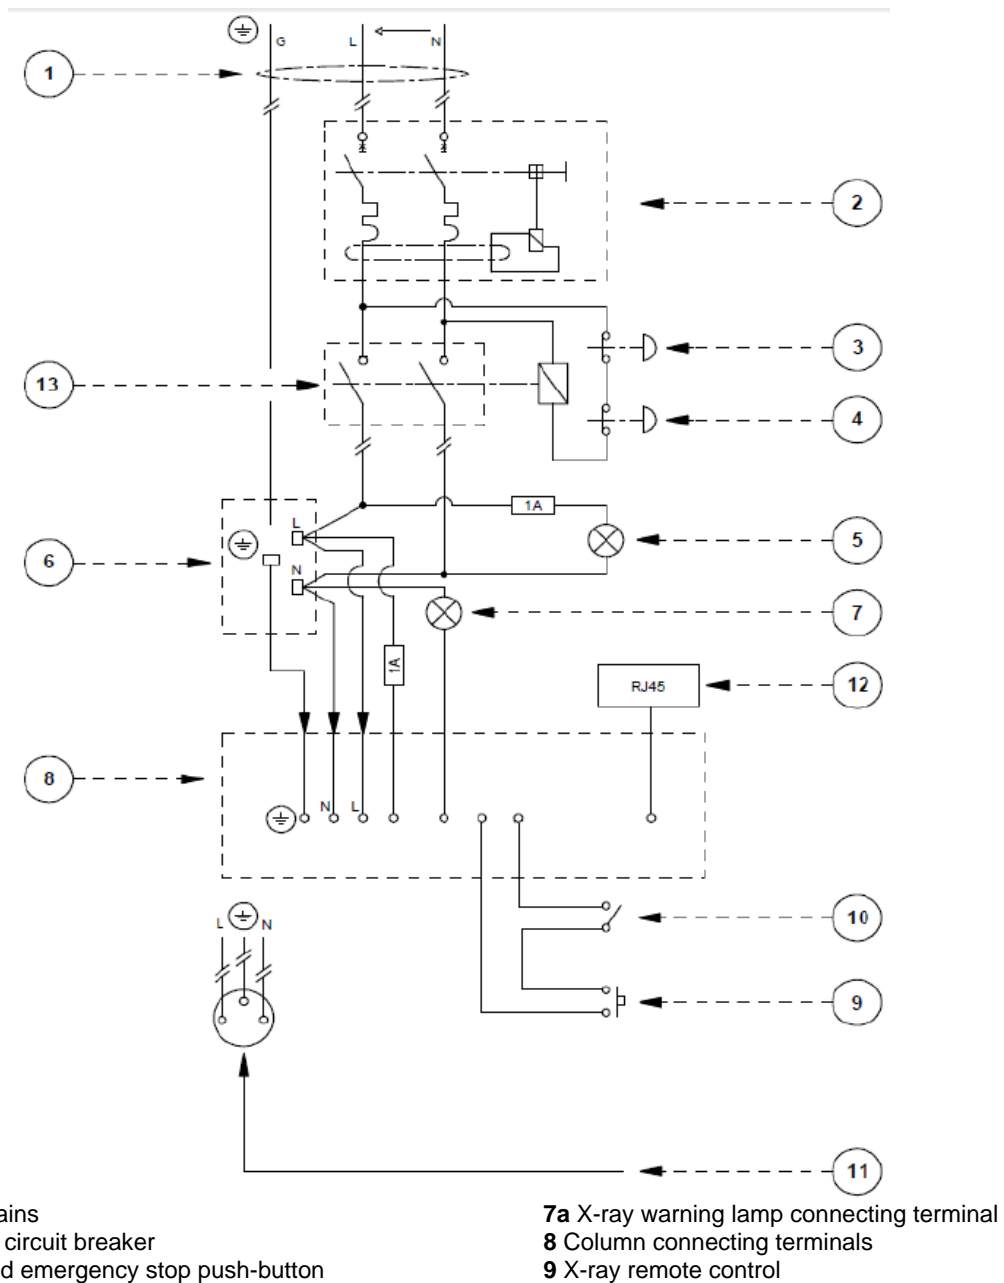 G L N
1
2
3
13
4
1A
L
5
6
N
7
1A
RJ45
12
8
N L
L N
10
9
11
ains
circuit breaker
d emergency stop push-button
7a X-ray warning lamp connecting terminal
8 Column connecting terminals
9 X-ray remote control